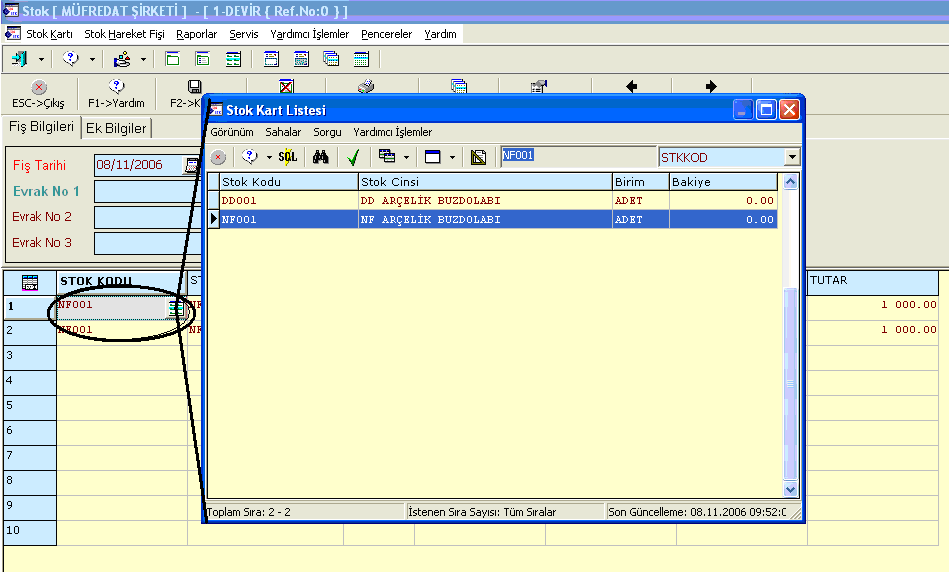 Stok [ MÜFREDAT ŞİRKETİ ] - [ 1-DEVİR { Ref.No:0 } ]
Stok Kartı Stok Hareket Fişi Raporlar Servis Yardımcı İşlemler Pencereler Yardım
ESC->Çıkış F1->Yardım F2->K
Fiş Bilgileri Ek Bilgiler
Fiş Tarihi 08/11/2006
Evrak No 1
Evrak No 2
Evrak No 3
Stok Kart Listesi
Görünüm Sahalar Sorgu Yardımcı İşlemler
SQL NF001 STKKOD
Stok Kodu Stok Cinsi Birim Bakiye
DD001 DD ARÇELİK BUZDOLABI ADET 0.00
NF001 NF ARÇELİK BUZDOLABI ADET 0.00
Toplam Sıra: 2 - 2 İstenen Sıra Sayısı: Tüm Sıralar Son Güncelleme: 08.11.2006 09:52:0
STOK KODU ST TUTAR
1 NF001 NF 1 000.00
2 NF001 NF 1 000.00
3
4
5
6
7
8
9
10